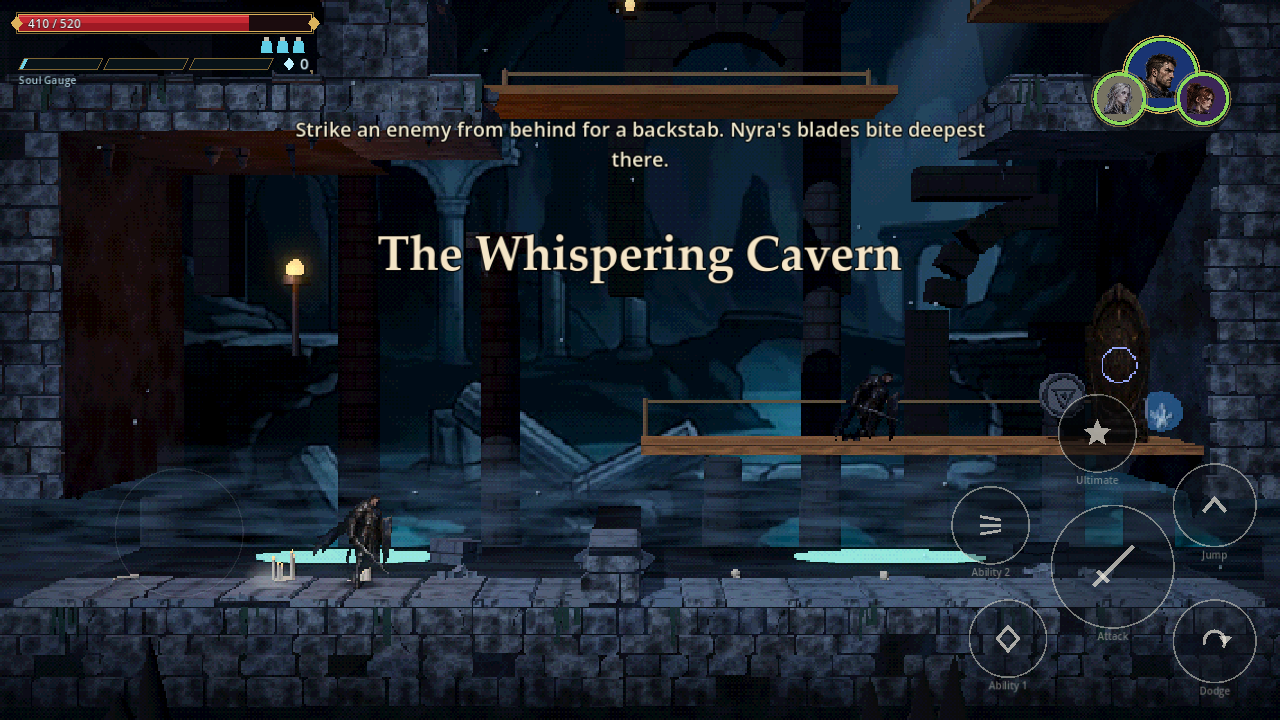 410 / 520
0
Soul Gauge
Strike an enemy from behind for a backstab. Nyra's blades bite deepest
there.
The Whispering Cavern
Ultimate
Jump
Ability 2
Attack
Ability 1
Dodge